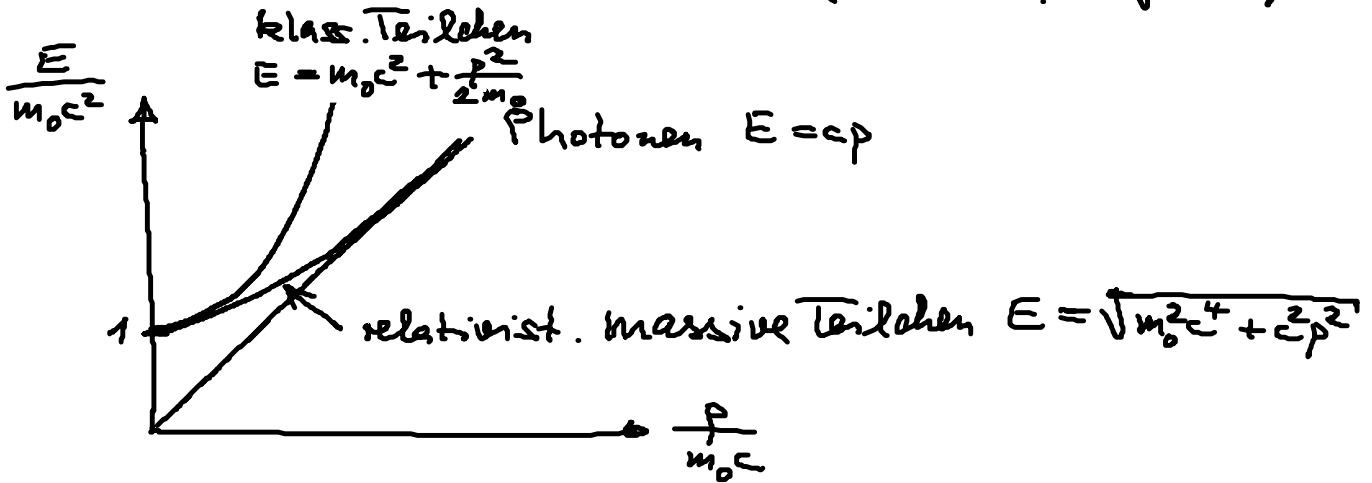 klass. Teilchen
E = m₀c² + p²/2m₀
E/m₀c²
Photonen E = cp
1
relativist. massive Teilchen E = √(m₀²c⁴ + c²p²)
p/m₀c